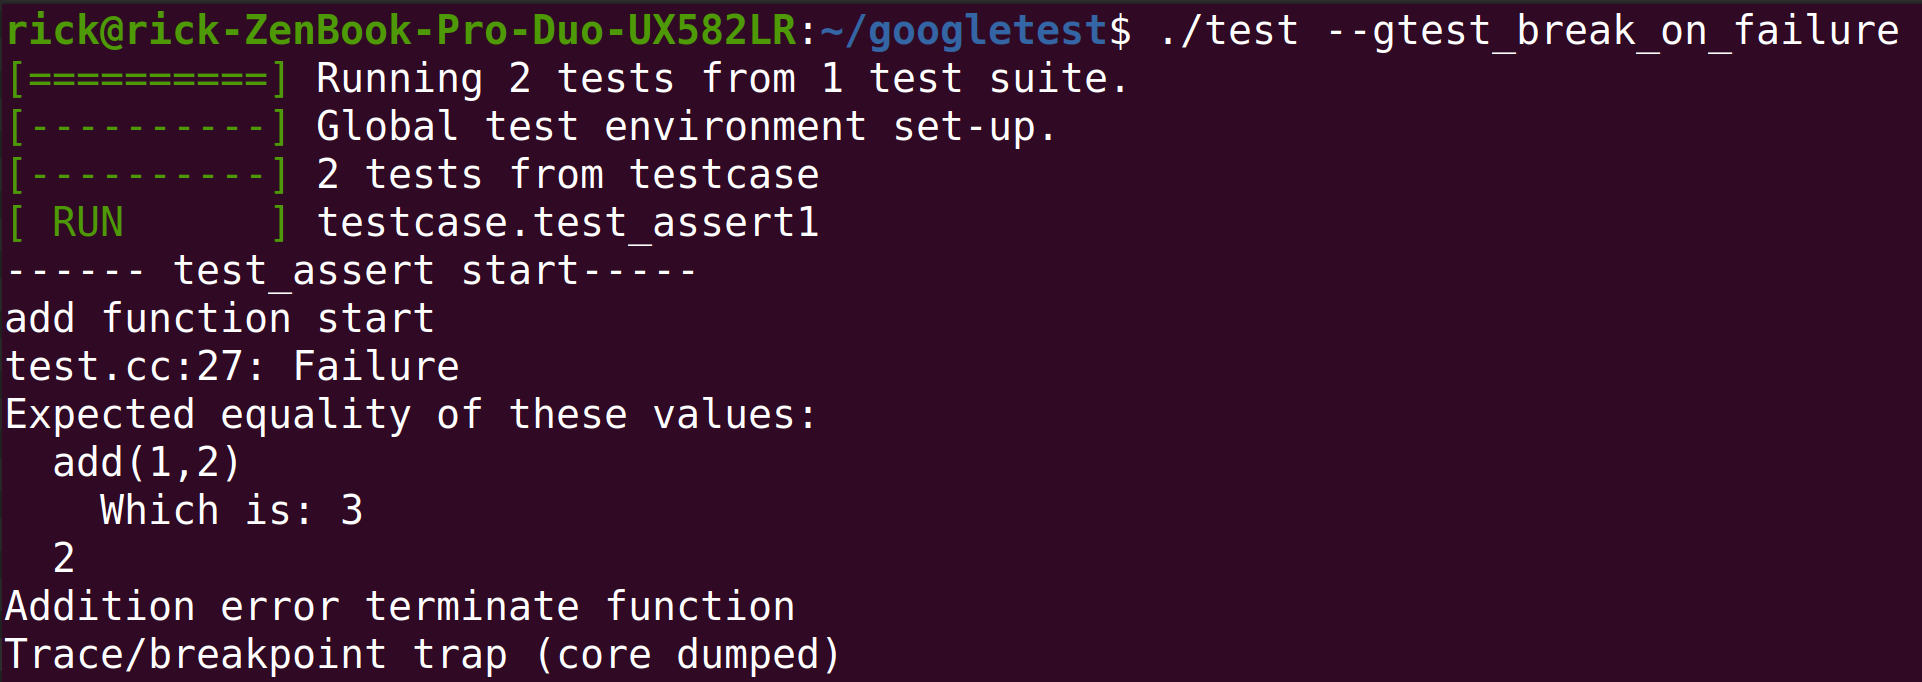 rick@rick-ZenBook-Pro-Duo-UX582LR:~/googletest$ ./test --gtest_break_on_failure
[==========] Running 2 tests from 1 test suite.
[----------] Global test environment set-up.
[----------] 2 tests from testcase
[ RUN      ] testcase.test_assert1
------ test_assert start-----
add function start
test.cc:27: Failure
Expected equality of these values:
  add(1,2)
    Which is: 3
  2
Addition error terminate function
Trace/breakpoint trap (core dumped)